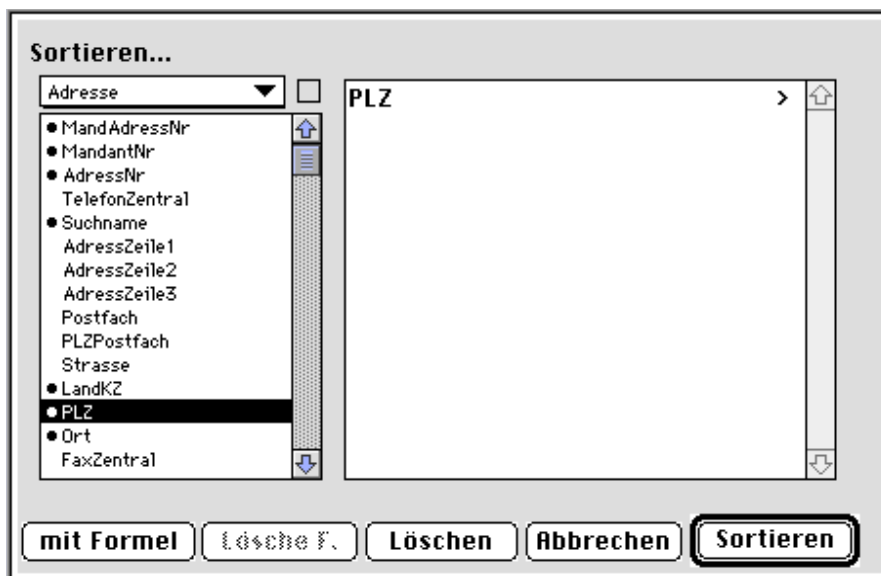 Sortieren...
Adresse
PLZ >
● MandAdressNr
● MandantNr
● AdressNr
TelefonZentral
● Suchname
AdressZeile1
AdressZeile2
AdressZeile3
Postfach
PLZPostfach
Strasse
● LandKZ
● PLZ
● Ort
FaxZentral
mit Formel
Lösche F.
Löschen
Abbrechen
Sortieren